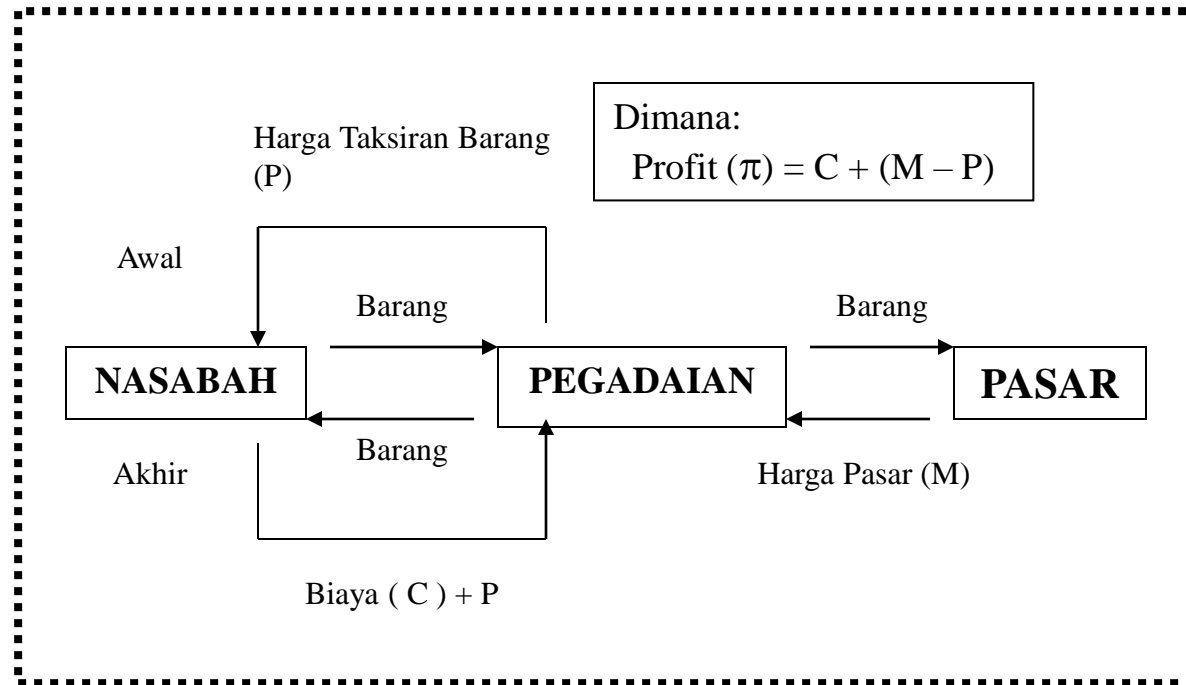 Dimana:
Profit (π) = C + (M – P)
Harga Taksiran Barang
(P)
Awal
Barang
Barang
NASABAH
PEGADAIAN
PASAR
Barang
Akhir
Harga Pasar (M)
Biaya ( C ) + P